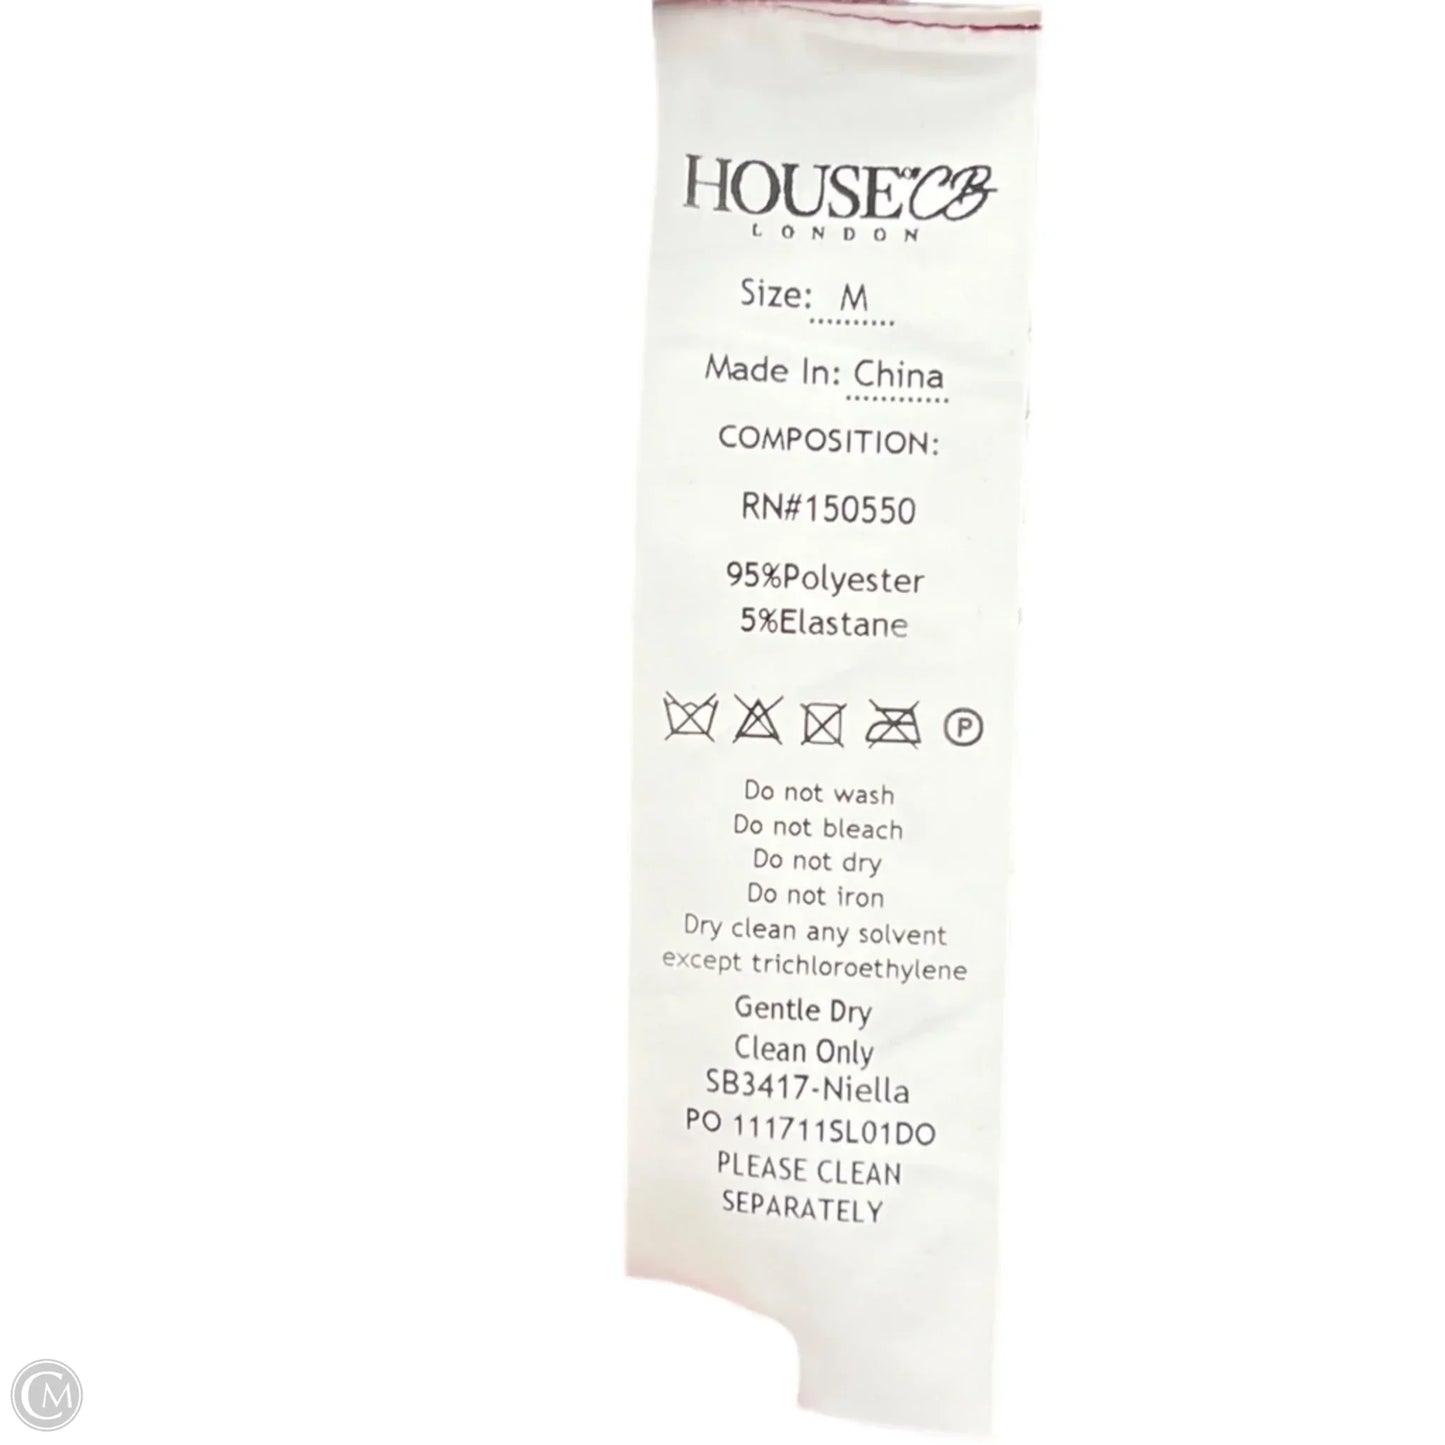 HOUSE OF CB
LONDON
Size: M
Made In: China
COMPOSITION:
RN#150550
95%Polyester
5%Elastane
P
Do not wash
Do not bleach
Do not dry
Do not iron
Dry clean any solvent
except trichloroethylene
Gentle Dry
Clean Only
SB3417-Niella
PO 111711SL01DO
PLEASE CLEAN
SEPARATELY
CM